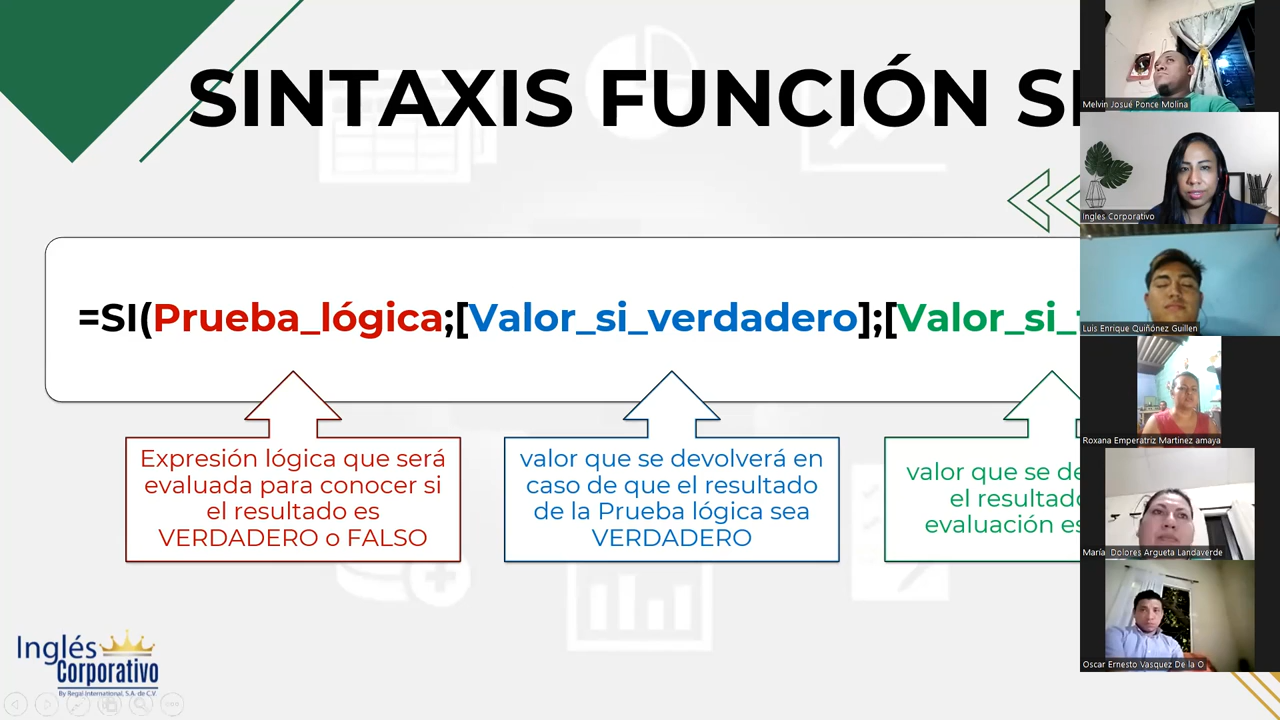 SINTAXIS FUNCIÓN S
=SI(Prueba_lógica;[Valor_si_verdadero];[Valor_si_
Expresión lógica que será
evaluada para conocer si
el resultado es
VERDADERO o FALSO
valor que se devolverá en
caso de que el resultado
de la Prueba lógica sea
VERDADERO
valor que se de
el resultado
evaluación es
Inglés
Corporativo
By Regal International, S.A. de C.V.
Melvin Josué Ponce Molina
Ingles Corporativo
Luis Enrique Quiñónez Guillen
Roxana Emperatriz Martinez amaya
María Dolores Argueta Landaverde
Oscar Ernesto Vasquez De la O